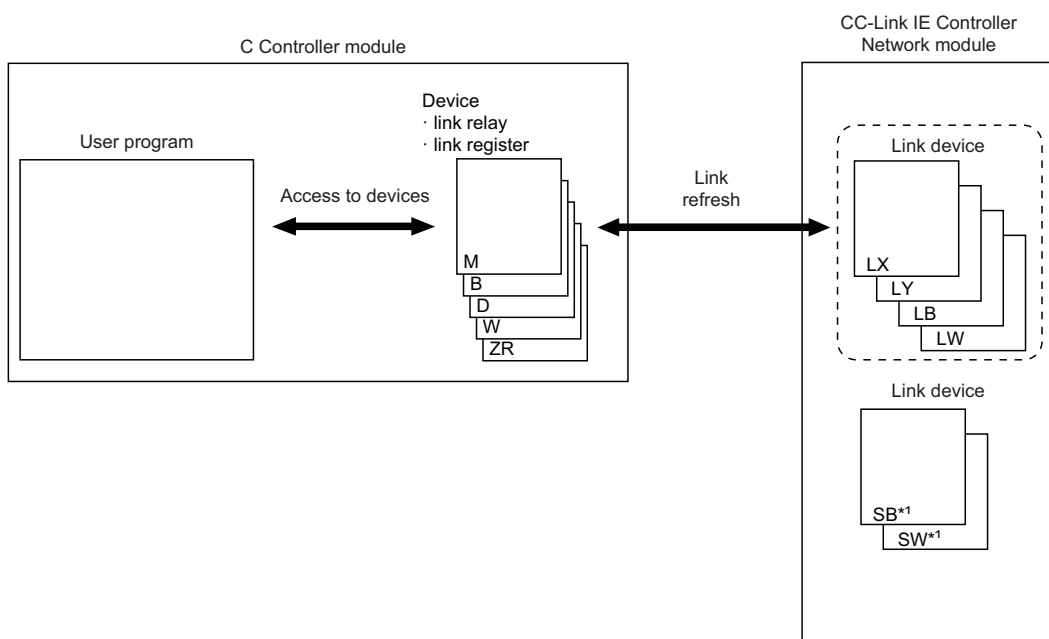 C Controller module
CC-Link IE Controller
Network module
Device
· link relay
· link register
User program
Access to devices
M
B
D
W
ZR
Link
refresh
Link device
LX
LY
LB
LW
Link device
SB*¹
SW*¹